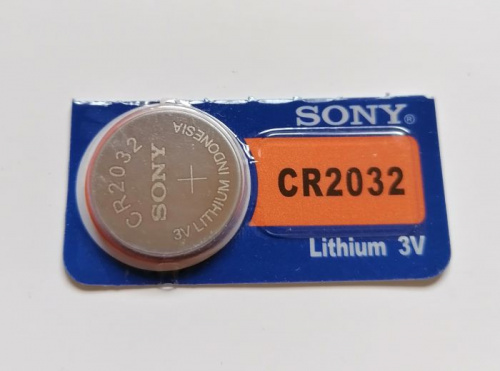 SONY®
CR2032
Lithium 3V
CR2032
SONY
+
3V LITHIUM INDONESIA